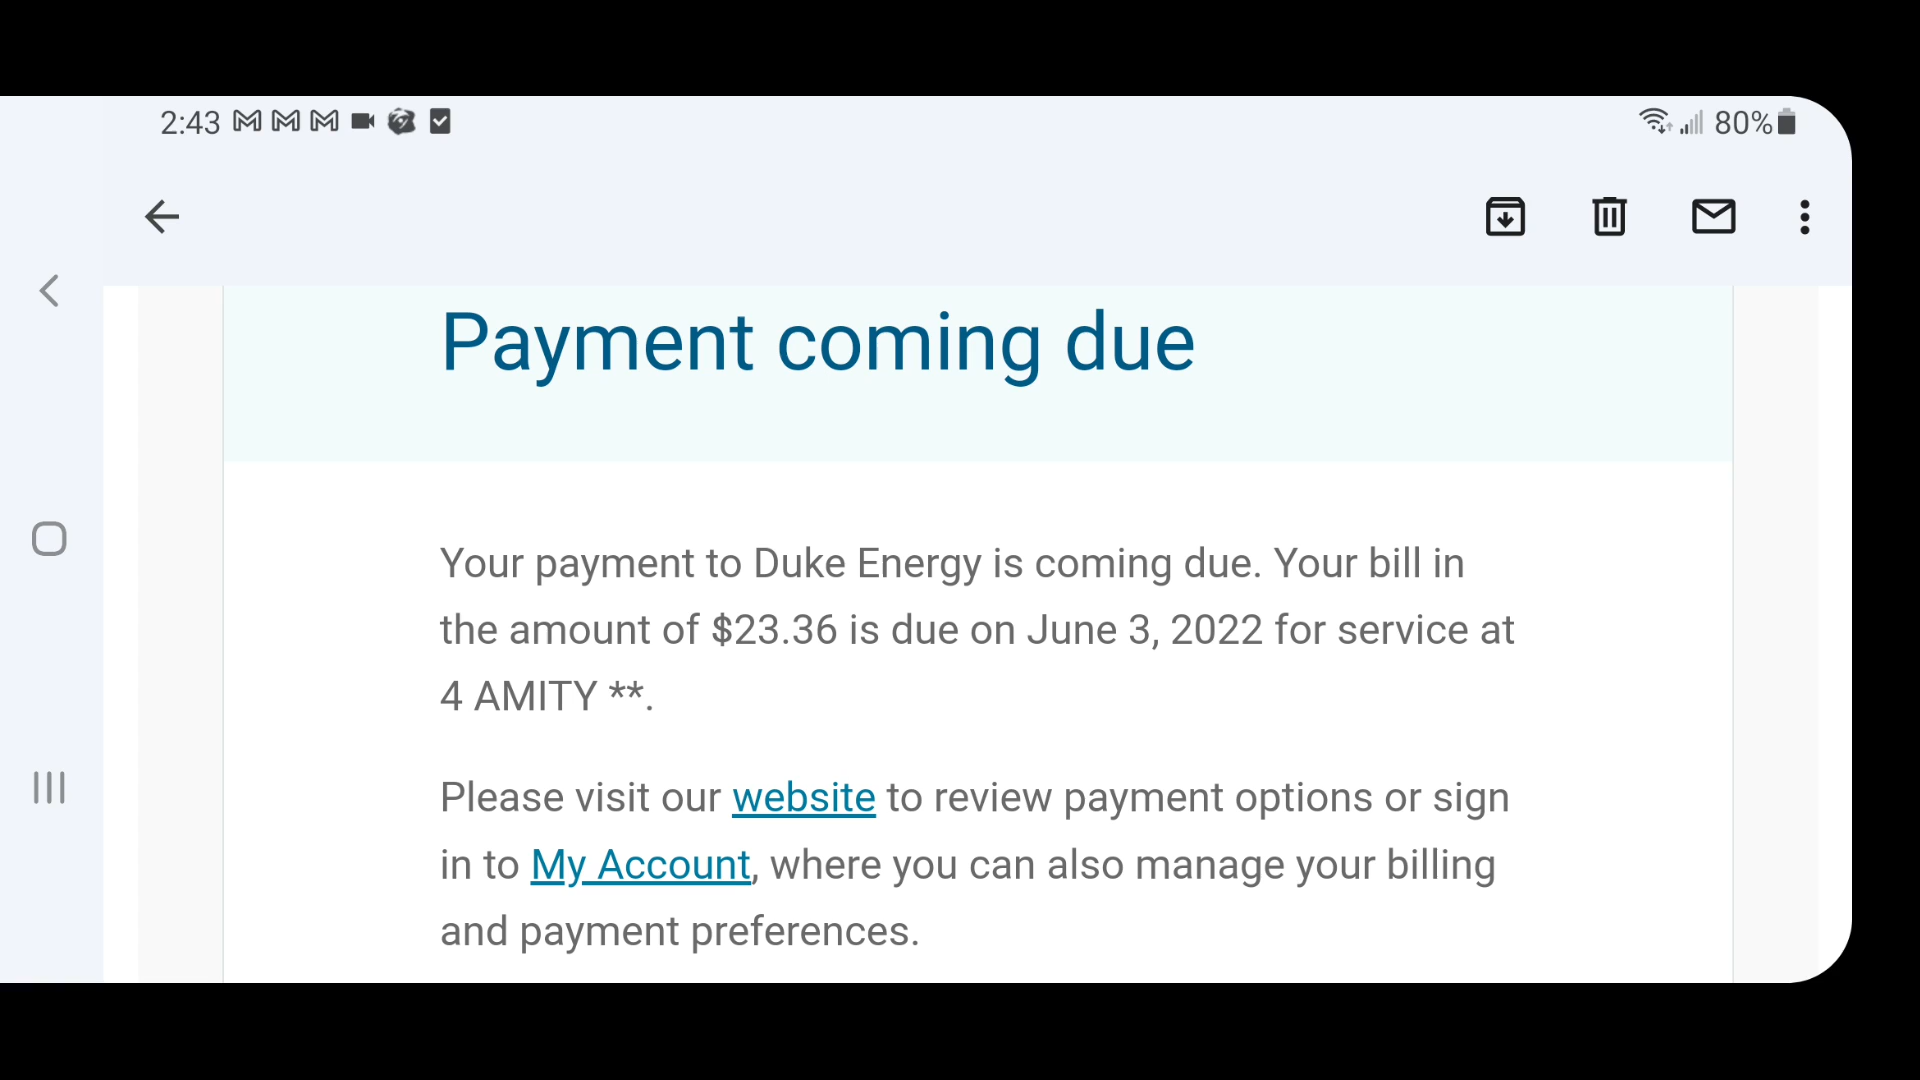 2:43
80%
Payment coming due
Your payment to Duke Energy is coming due. Your bill in
the amount of $23.36 is due on June 3, 2022 for service at
4 AMITY **.
Please visit our website to review payment options or sign
in to My Account, where you can also manage your billing
and payment preferences.